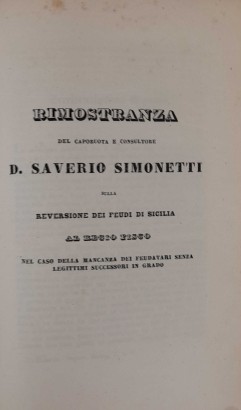 RIMOSTRANZA
DEL CAPORUOTA E CONSULTORE
D. SAVERIO SIMONETTI
SULLA
REVERSIONE DEI FEUDI DI SICILIA
AL REGIO FISCO
NEL CASO DELLA MANCANZA DEI FEUDATARI SENZA
LEGITTIMI SUCCESSORI IN GRADO